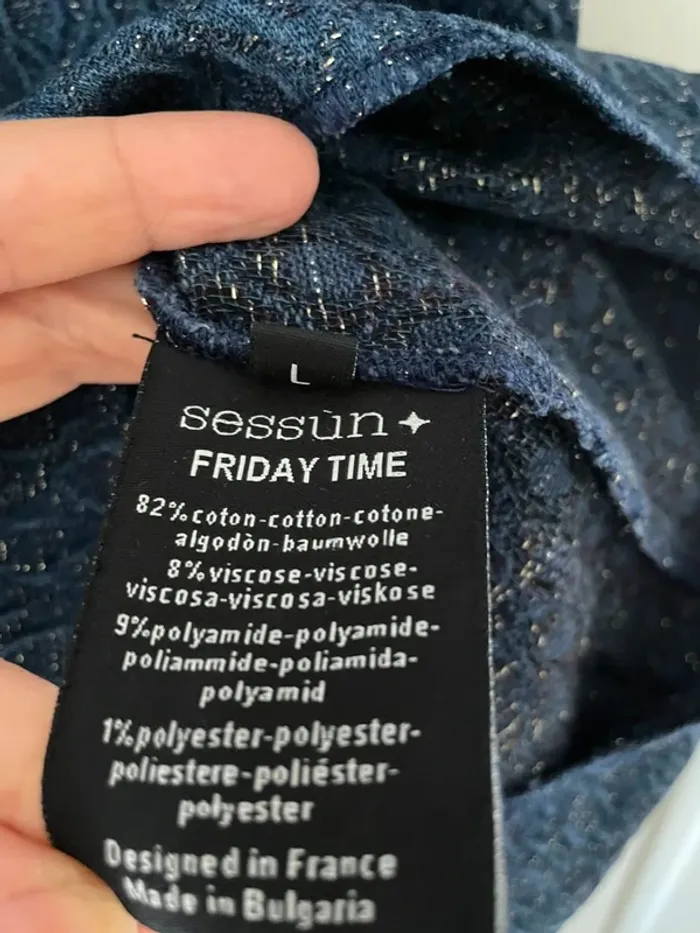 L
sessùn
FRIDAY TIME
82% coton-cotton-cotone-
algodòn-baumwolle
8% viscose-viscose-
viscosa-viscosa-viskose
9%polyamide-polyamide-
poliammide-poliamida-
polyamid
1%polyester-polyester-
poliestere-poliéster-
polyester
Designed in France
Made in Bulgaria